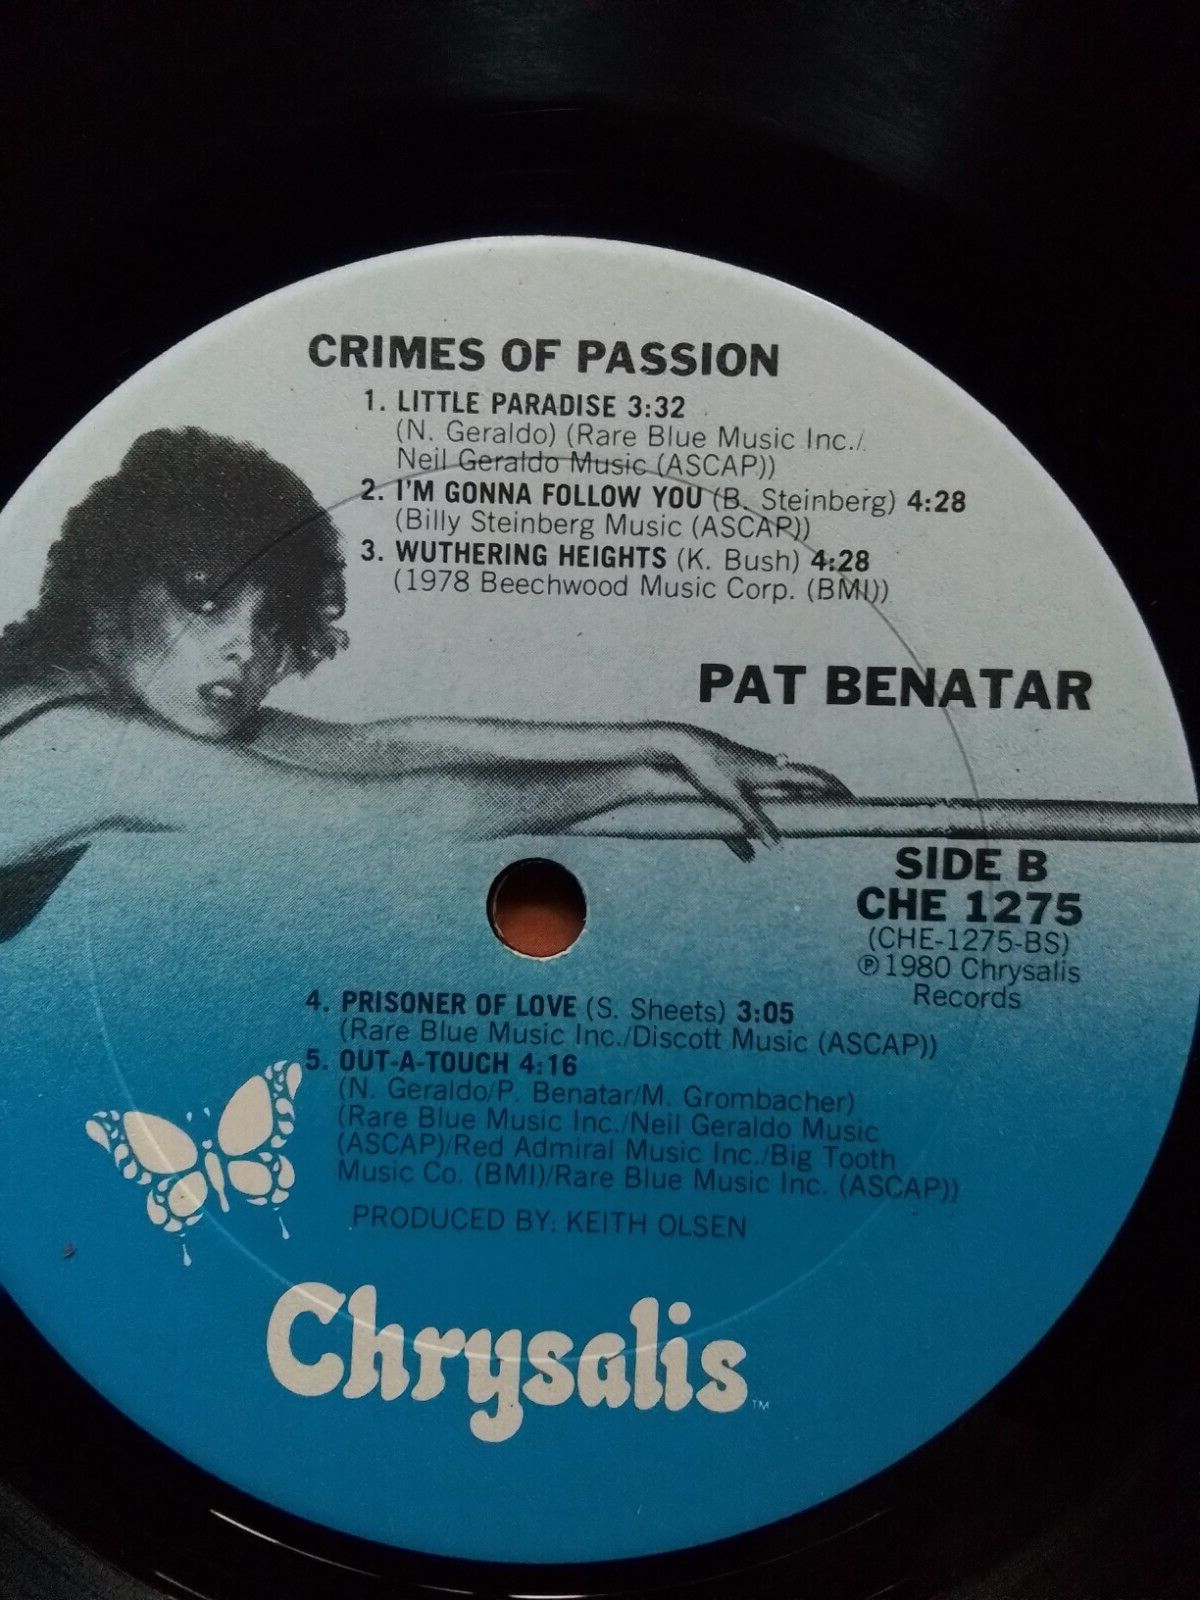 CRIMES OF PASSION
1. LITTLE PARADISE 3:32
(N. Geraldo) (Rare Blue Music Inc./
Neil Geraldo Music (ASCAP))
2. I'M GONNA FOLLOW YOU (B. Steinberg) 4:28
(Billy Steinberg Music (ASCAP))
3. WUTHERING HEIGHTS (K. Bush) 4:28
(1978 Beechwood Music Corp. (BMI))
PAT BENATAR
SIDE B
CHE 1275
(CHE-1275-BS)
℗ 1980 Chrysalis
Records
4. PRISONER OF LOVE (S. Sheets) 3:05
(Rare Blue Music Inc./Discott Music (ASCAP))
5. OUT-A-TOUCH 4:16
(N. Geraldo/P. Benatar/M. Grombacher)
(Rare Blue Music Inc./Neil Geraldo Music
(ASCAP)/Red Admiral Music Inc./Big Tooth
Music Co. (BMI)/Rare Blue Music Inc. (ASCAP))
PRODUCED BY: KEITH OLSEN
Chrysalis TM